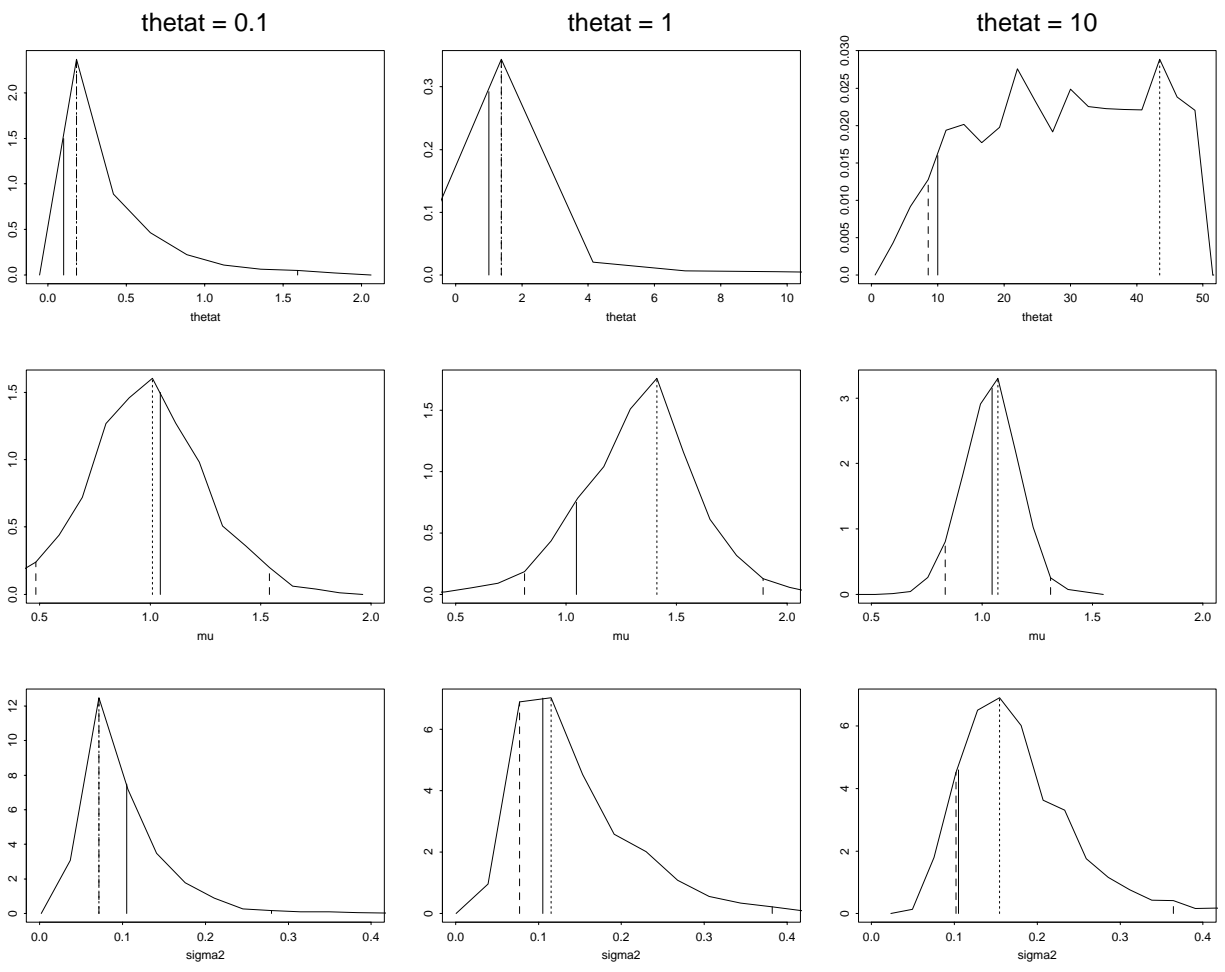 thetat = 0.1
thetat = 1
thetat = 10
0.0 0.5 1.0 1.5 2.0
0.0 0.5 1.0 1.5 2.0
thetat
0.0 0.1 0.2 0.3
0 2 4 6 8 10
thetat
0.0 0.005 0.010 0.015 0.020 0.025 0.030
0 10 20 30 40 50
thetat
0.0 0.5 1.0 1.5
0.5 1.0 1.5 2.0
mu
0.0 0.5 1.0 1.5
0.5 1.0 1.5 2.0
mu
0 1 2 3
0.5 1.0 1.5 2.0
mu
0 2 4 6 8 10 12
0.0 0.1 0.2 0.3 0.4
sigma2
0 2 4 6
0.0 0.1 0.2 0.3 0.4
sigma2
0 2 4 6
0.0 0.1 0.2 0.3 0.4
sigma2